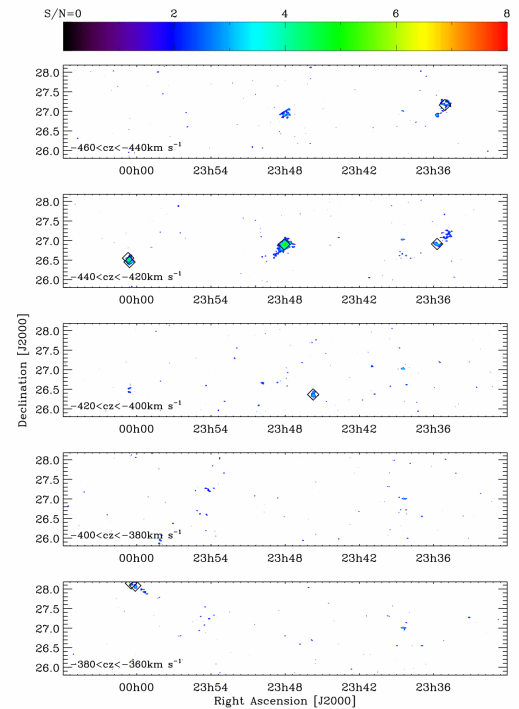 S/N=0 2 4 6 8
28.0
27.0
26.5
26.0
−460<cz<−440km s⁻¹
00h00 23h54 23h48 23h42 23h36
28.0
27.5
27.0
26.5
26.0
−440<cz<−420km s⁻¹
00h00 23h54 23h48 23h42 23h36
Declination [J2000]
28.0
27.5
27.0
26.5
26.0
−420<cz<−400km s⁻¹
00h00 23h54 23h48 23h42 23h36
28.0
27.5
27.0
26.5
26.0
−400<cz<−380km s⁻¹
00h00 23h54 23h48 23h42 23h36
28.0
27.5
27.0
26.5
26.0
−380<cz<−360km s⁻¹
00h00 23h54 23h48 23h42 23h36
Right Ascension [J2000]